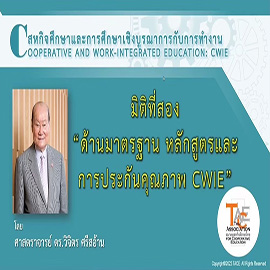 สหกิจศึกษาและการศึกษาเชิงบูรณาการกับการทำงาน
COOPERATIVE AND WORK-INTEGRATED EDUCATION: CWIE
มิติที่สอง
“ด้านมาตรฐาน หลักสูตรและ
การประกันคุณภาพ CWIE”
โดย
ศาสตราจารย์ ดร.วิจิตร ศรีสอ้าน
ASSOCIATION
FOR COOPERATIVE
EDUCATION